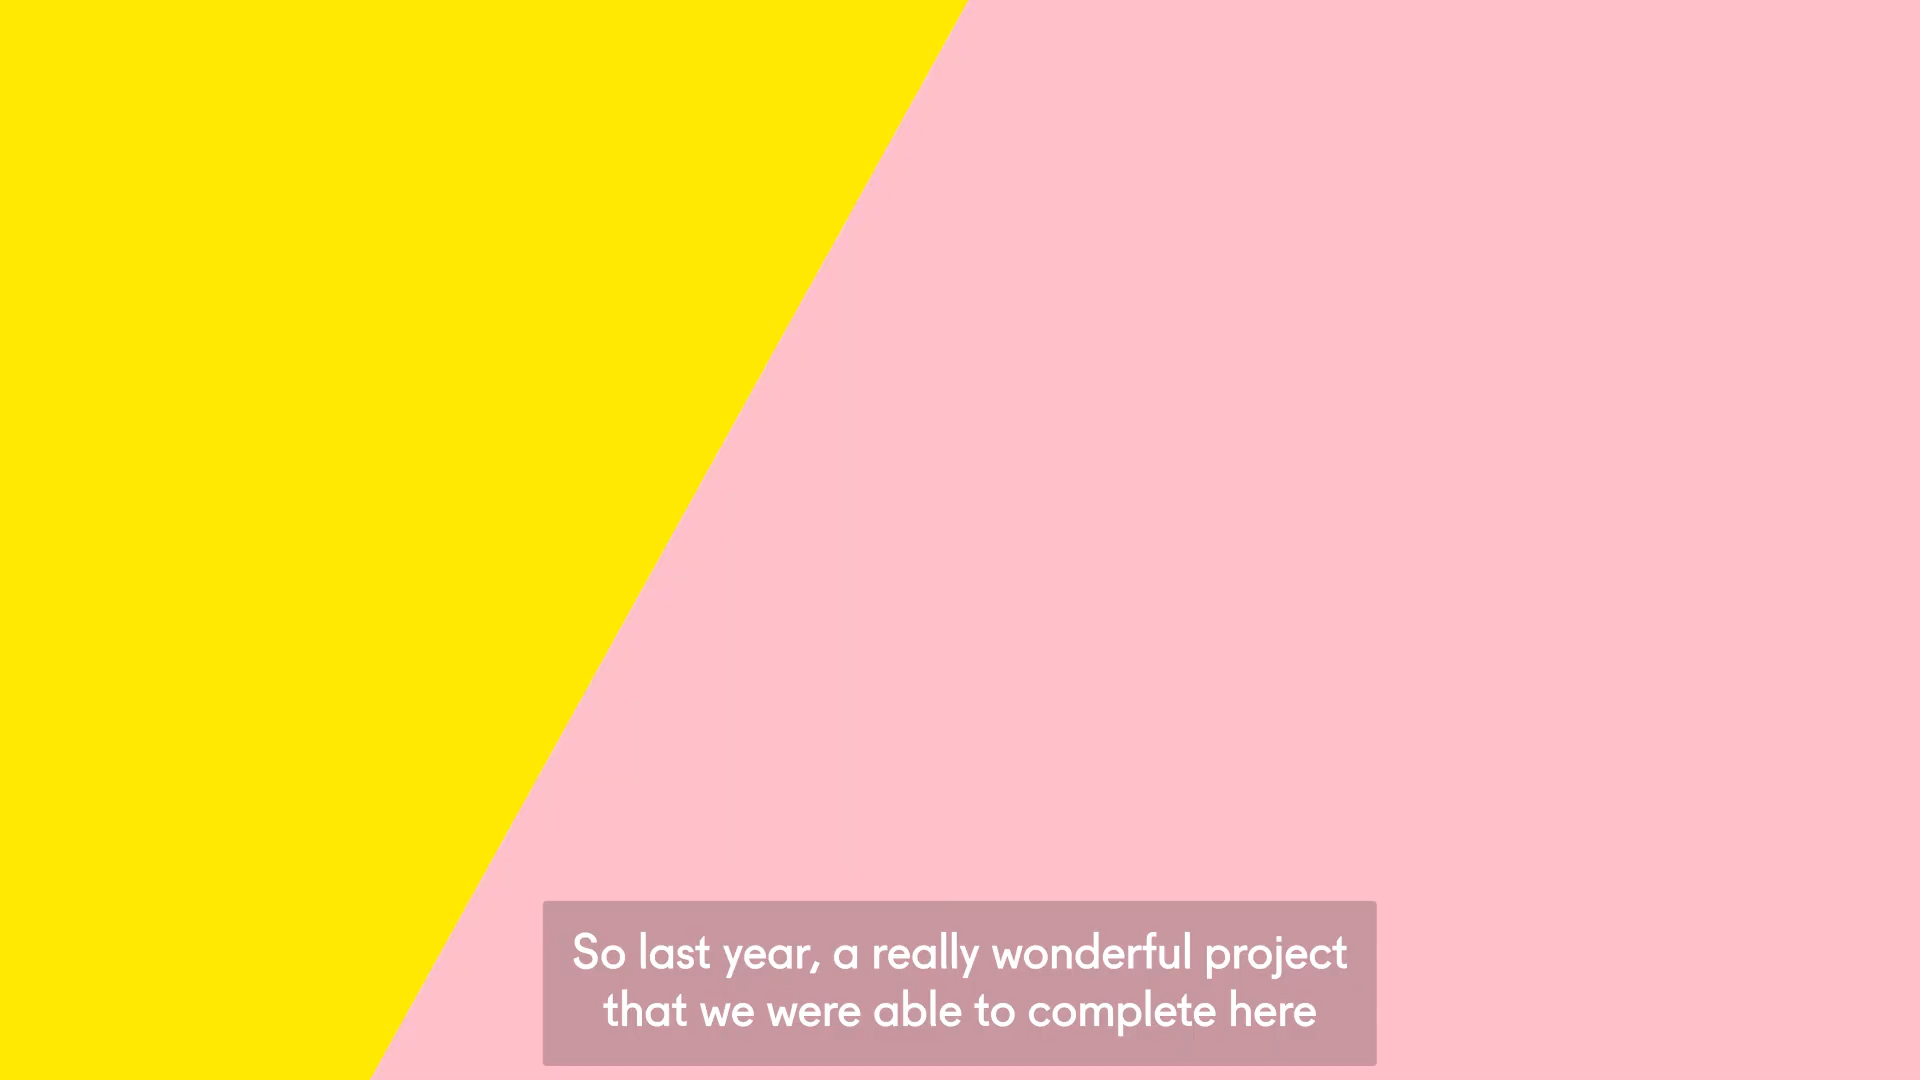 So last year, a really wonderful project
that we were able to complete here